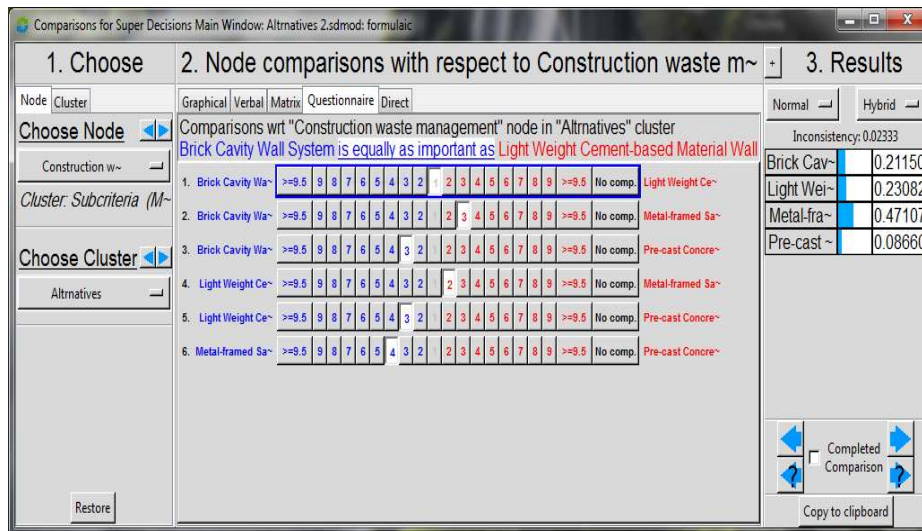 Comparisons for Super Decisions Main Window: Altrnatives 2.sdmod: formulaic
1. Choose
Node Cluster
Choose Node
Construction w~
Cluster: Subcriteria (M~
Choose Cluster
Altrnatives
Restore
2. Node comparisons with respect to Construction waste m~
Graphical Verbal Matrix Questionnaire Direct
Comparisons wrt "Construction waste management" node in "Altrnatives" cluster
Brick Cavity Wall System is equally as important as Light Weight Cement-based Material Wall
1. Brick Cavity Wa~ >=9.5 9 8 7 6 5 4 3 2 1 2 3 4 5 6 7 8 9 >=9.5 No comp. Light Weight Ce~
2. Brick Cavity Wa~ >=9.5 9 8 7 6 5 4 3 2 1 2 3 4 5 6 7 8 9 >=9.5 No comp. Metal-framed Sa~
3. Brick Cavity Wa~ >=9.5 9 8 7 6 5 4 3 2 1 2 3 4 5 6 7 8 9 >=9.5 No comp. Pre-cast Concre~
4. Light Weight Ce~ >=9.5 9 8 7 6 5 4 3 2 1 2 3 4 5 6 7 8 9 >=9.5 No comp. Metal-framed Sa~
5. Light Weight Ce~ >=9.5 9 8 7 6 5 4 3 2 1 2 3 4 5 6 7 8 9 >=9.5 No comp. Pre-cast Concre~
6. Metal-framed Sa~ >=9.5 9 8 7 6 5 4 3 2 1 2 3 4 5 6 7 8 9 >=9.5 No comp. Pre-cast Concre~
+ 3. Results
Normal Hybrid
Inconsistency: 0.02333
Brick Cav~ 0.21150
Light Wei~ 0.23082
Metal-fra~ 0.47107
Pre-cast ~ 0.08660
Completed
Comparison
? ?
Copy to clipboard